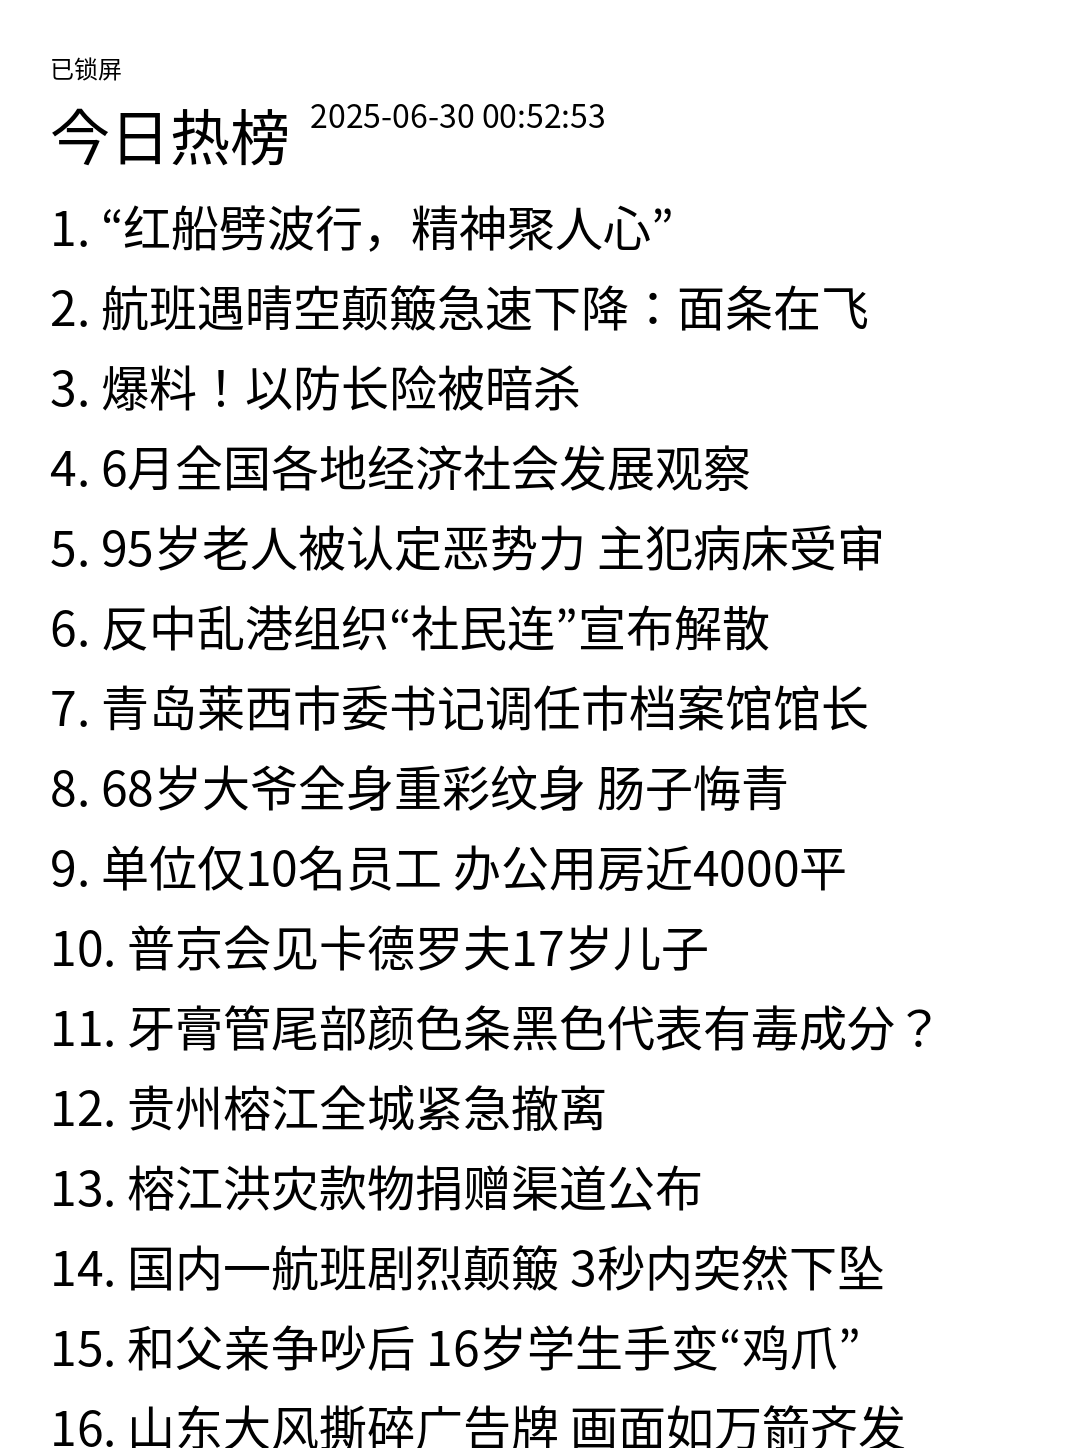 已锁屏
今日热榜 2025-06-30 00:52:53
1. “红船劈波行，精神聚人心”
2. 航班遇晴空颠簸急速下降：面条在飞
3. 爆料！以防长险被暗杀
4. 6月全国各地经济社会发展观察
5. 95岁老人被认定恶势力 主犯病床受审
6. 反中乱港组织“社民连”宣布解散
7. 青岛莱西市委书记调任市档案馆馆长
8. 68岁大爷全身重彩纹身 肠子悔青
9. 单位仅10名员工 办公用房近4000平
10. 普京会见卡德罗夫17岁儿子
11. 牙膏管尾部颜色条黑色代表有毒成分？
12. 贵州榕江全城紧急撤离
13. 榕江洪灾款物捐赠渠道公布
14. 国内一航班剧烈颠簸 3秒内突然下坠
15. 和父亲争吵后 16岁学生手变“鸡爪”
16. 山东大风撕碎广告牌 画面如万箭齐发